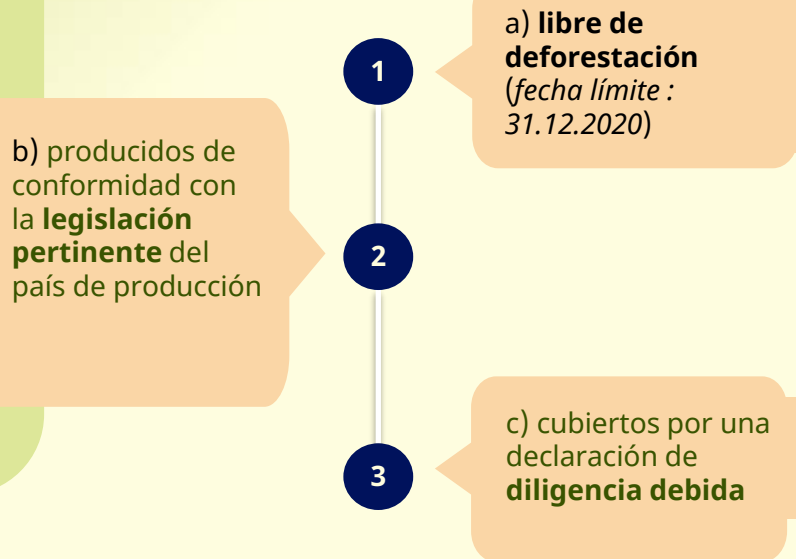 1
a) libre de
deforestación
(fecha límite :
31.12.2020)
b) producidos de
conformidad con
la legislación
pertinente del
país de producción
2
3
c) cubiertos por una
declaración de
diligencia debida